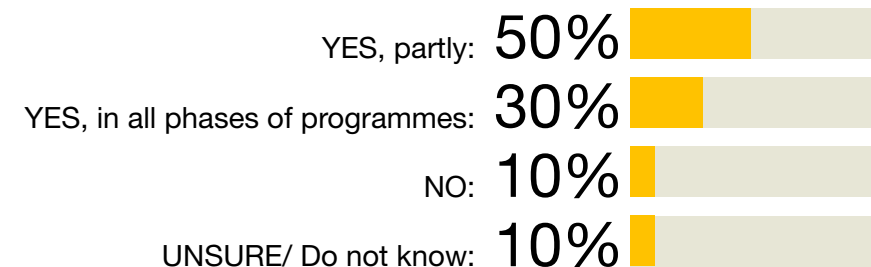 YES, partly: 50%
YES, in all phases of programmes: 30%
NO: 10%
UNSURE/ Do not know: 10%